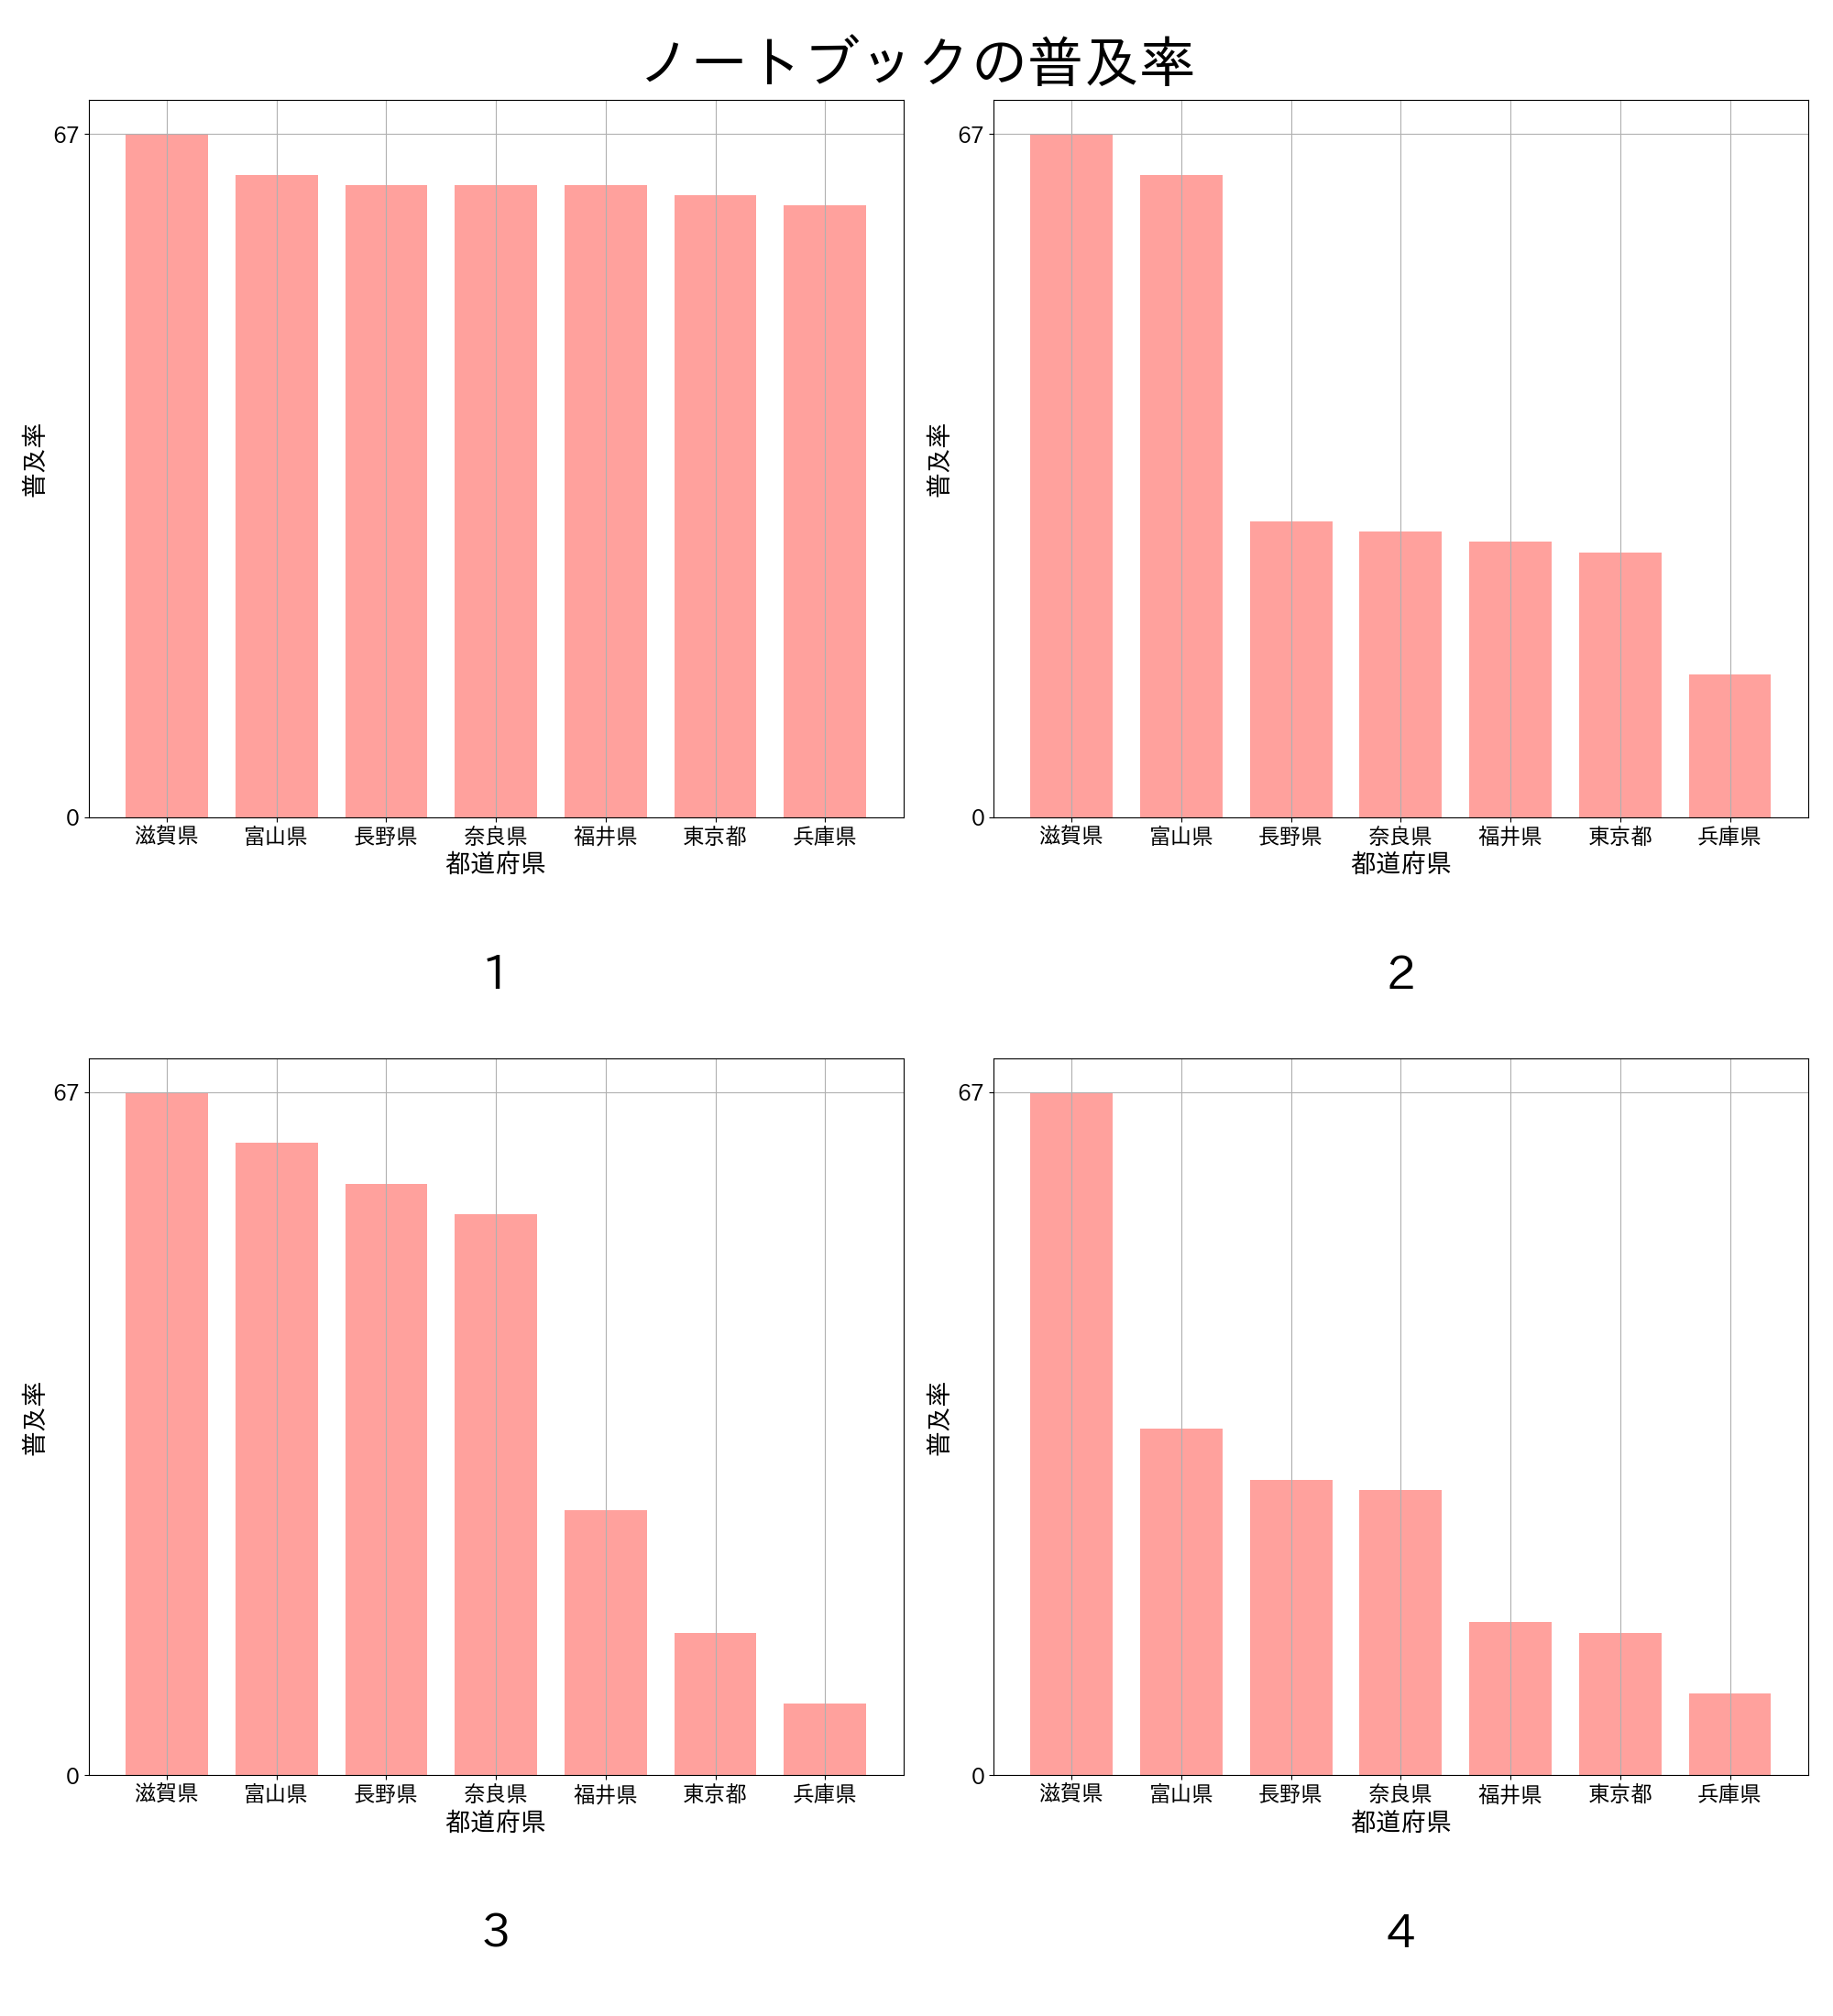 ノートブックの普及率
67
0
普及率
滋賀県 富山県 長野県 奈良県 福井県 東京都 兵庫県
都道府県
1
67
0
普及率
滋賀県 富山県 長野県 奈良県 福井県 東京都 兵庫県
都道府県
2
67
0
普及率
滋賀県 富山県 長野県 奈良県 福井県 東京都 兵庫県
都道府県
3
67
0
普及率
滋賀県 富山県 長野県 奈良県 福井県 東京都 兵庫県
都道府県
4